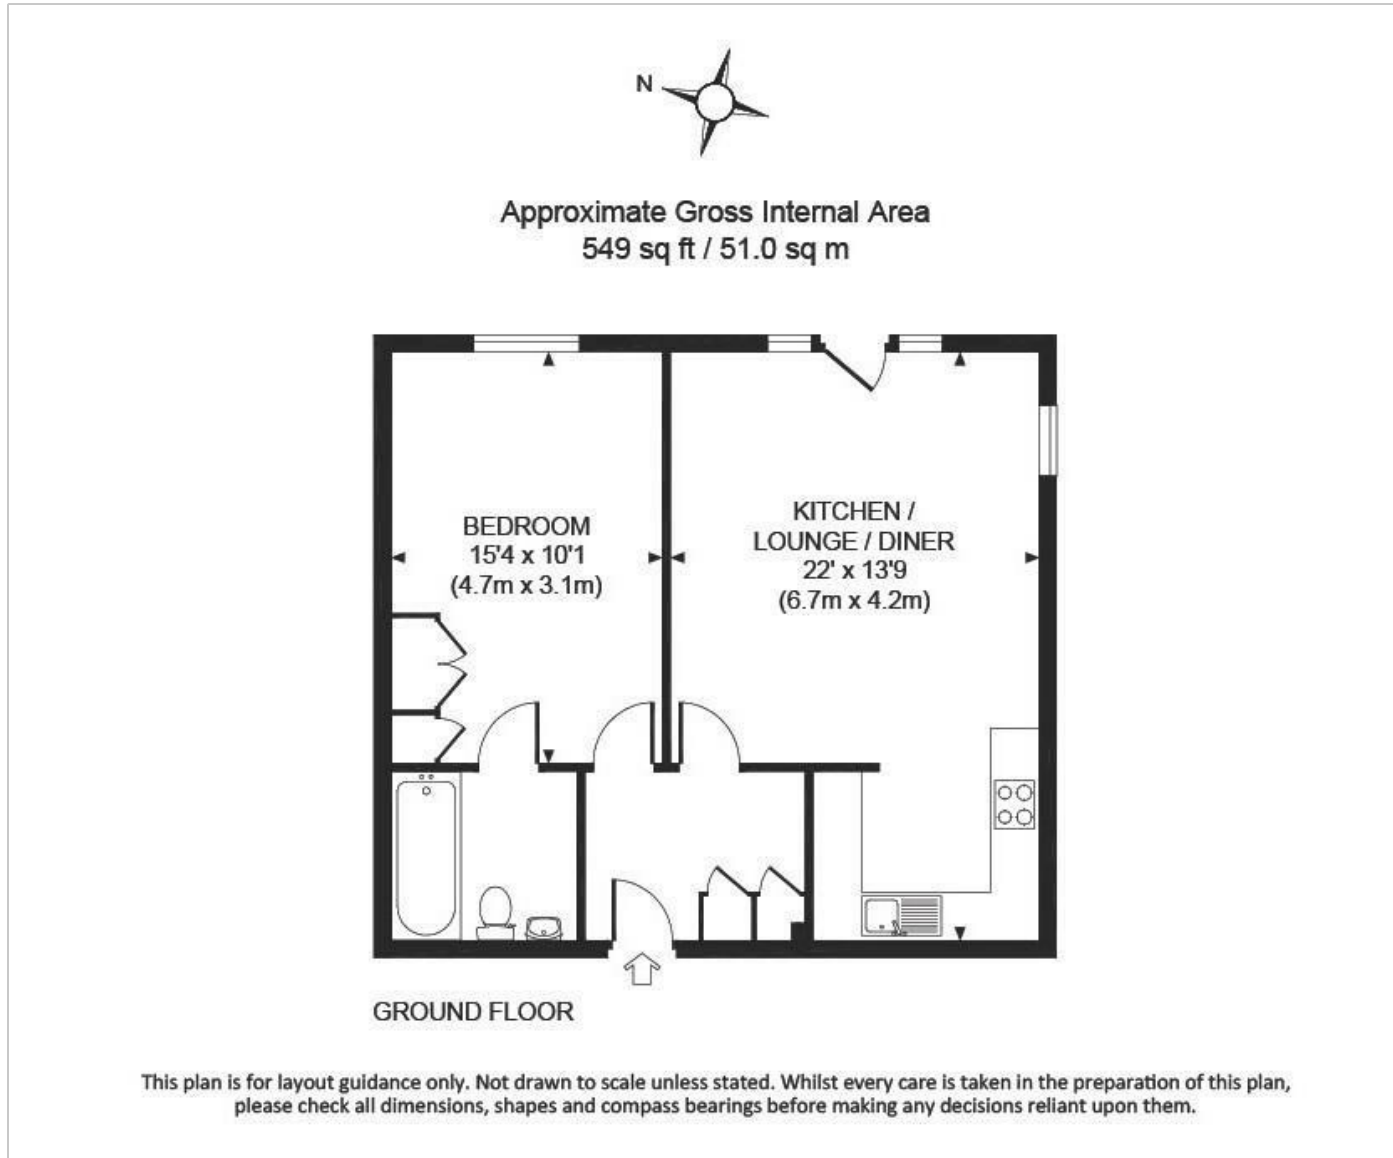 N
Approximate Gross Internal Area
549 sq ft / 51.0 sq m
BEDROOM
15'4 x 10'1
(4.7m x 3.1m)
KITCHEN /
LOUNGE / DINER
22' x 13'9
(6.7m x 4.2m)
GROUND FLOOR
This plan is for layout guidance only. Not drawn to scale unless stated. Whilst every care is taken in the preparation of this plan,
please check all dimensions, shapes and compass bearings before making any decisions reliant upon them.